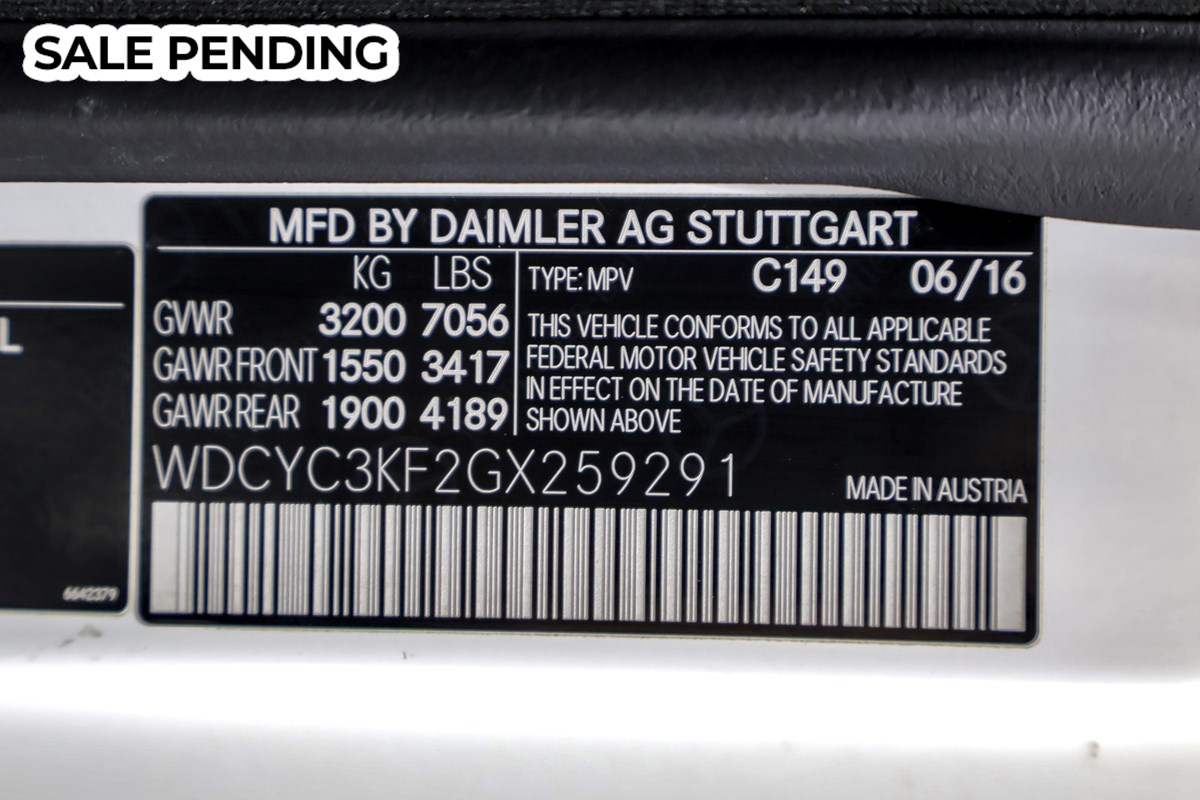 SALE PENDING
MFD BY DAIMLER AG STUTTGART
KG LBS
GVWR 3200 7056
GAWR FRONT 1550 3417
GAWR REAR 1900 4189
TYPE: MPV C149 06/16
THIS VEHICLE CONFORMS TO ALL APPLICABLE
FEDERAL MOTOR VEHICLE SAFETY STANDARDS
IN EFFECT ON THE DATE OF MANUFACTURE
SHOWN ABOVE
WDCYC3KF2GX259291
MADE IN AUSTRIA
L
6642379